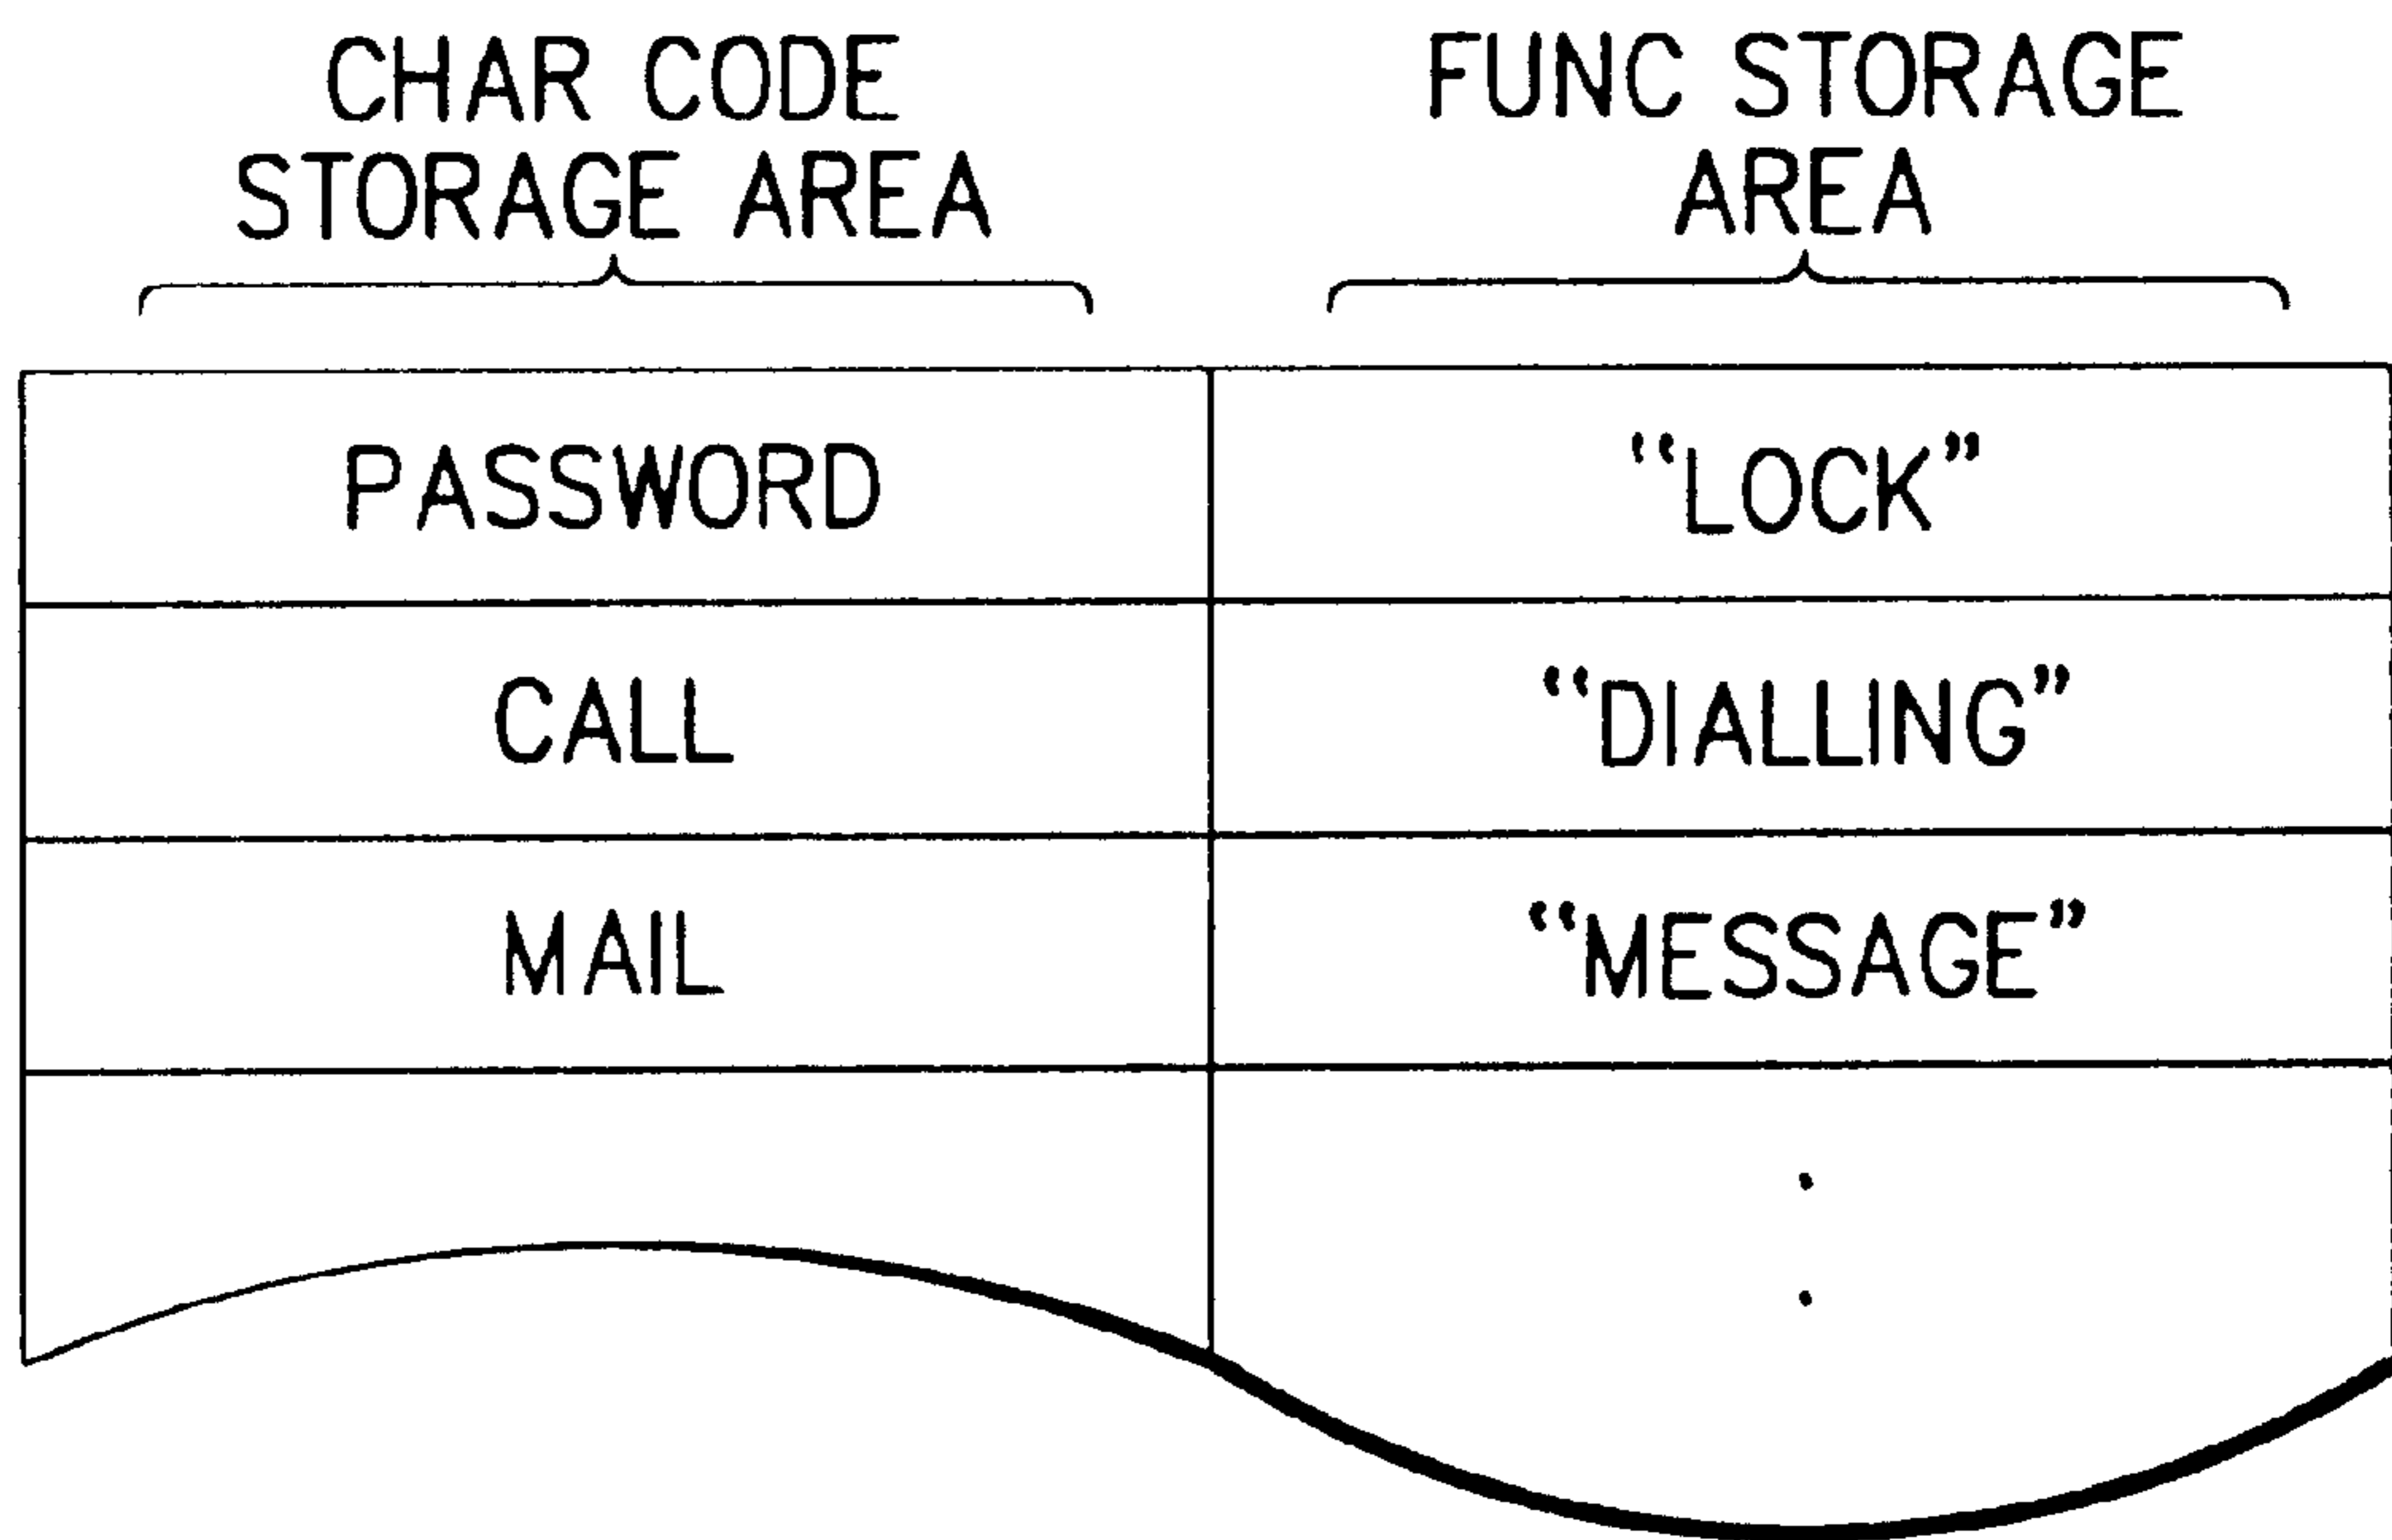 CHAR CODE
STORAGE AREA
FUNC STORAGE
AREA
PASSWORD
“LOCK”
CALL
“DIALLING”
MAIL
“MESSAGE”